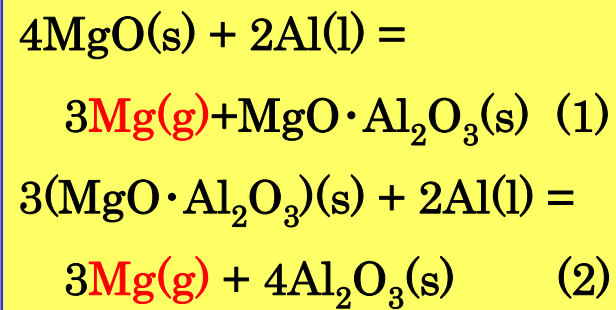 4MgO(s) + 2Al(l) =
3Mg(g)+MgO·Al₂O₃(s) (1)
3(MgO·Al₂O₃)(s) + 2Al(l) =
3Mg(g) + 4Al₂O₃(s) (2)